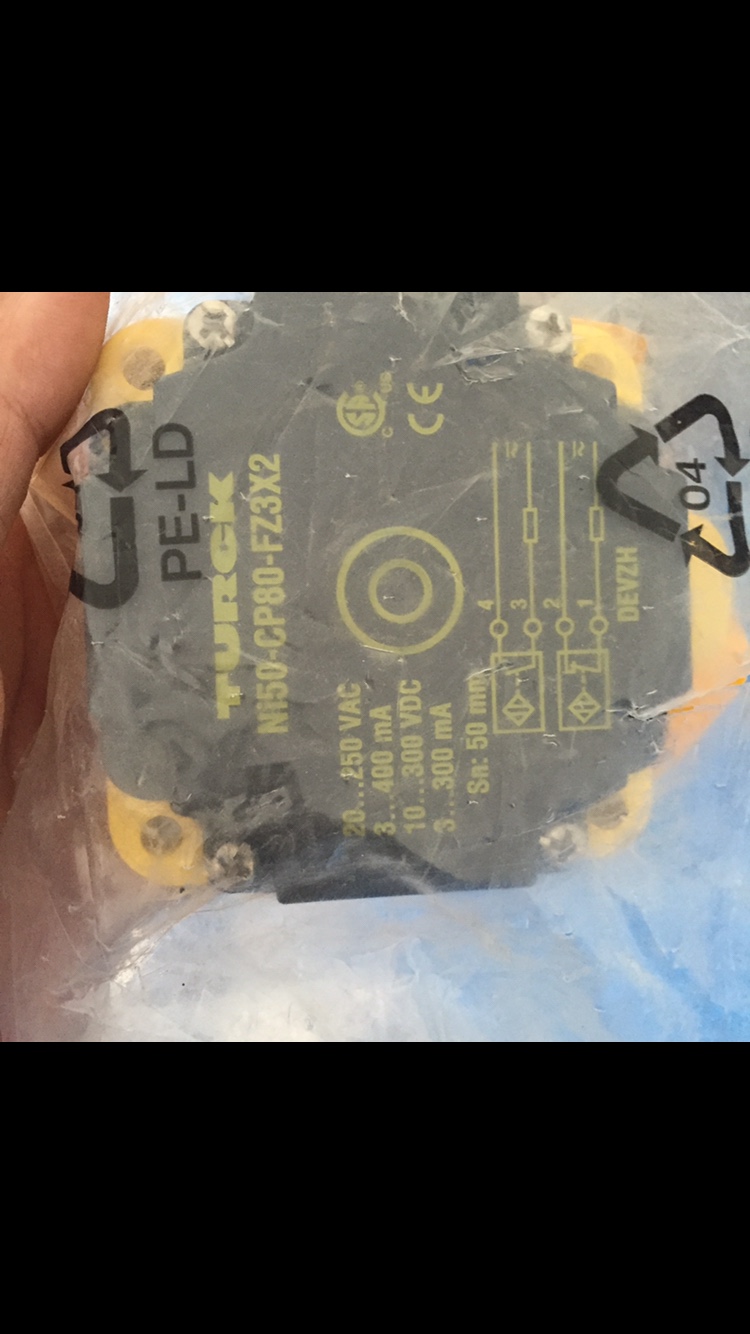 TURCK
NI50-CP80-FZ3X2
20...250 VAC
3...400 mA
10...300 VDC
3...300 mA
Sn: 50 mm
4
3
2
1
DEVZH
C
US
CE
PE-LD
04